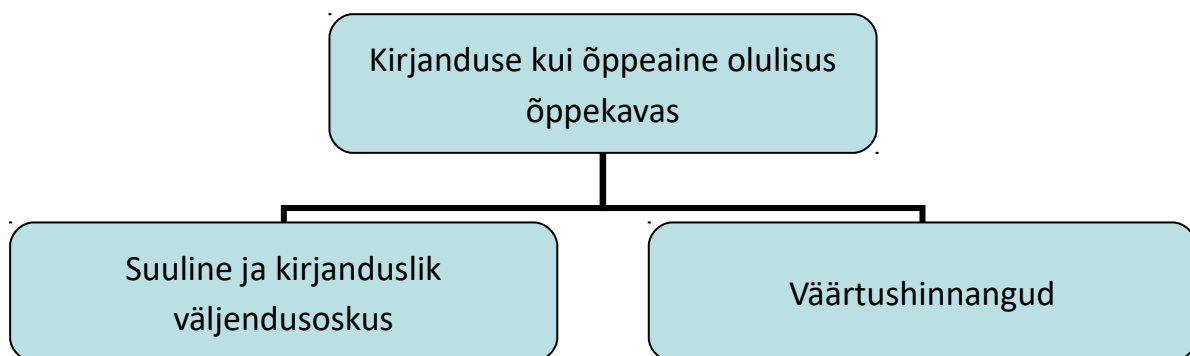 Kirjanduse kui õppeaine olulisus
õppekavas
Suuline ja kirjanduslik
väljendusoskus
Väärtushinnangud